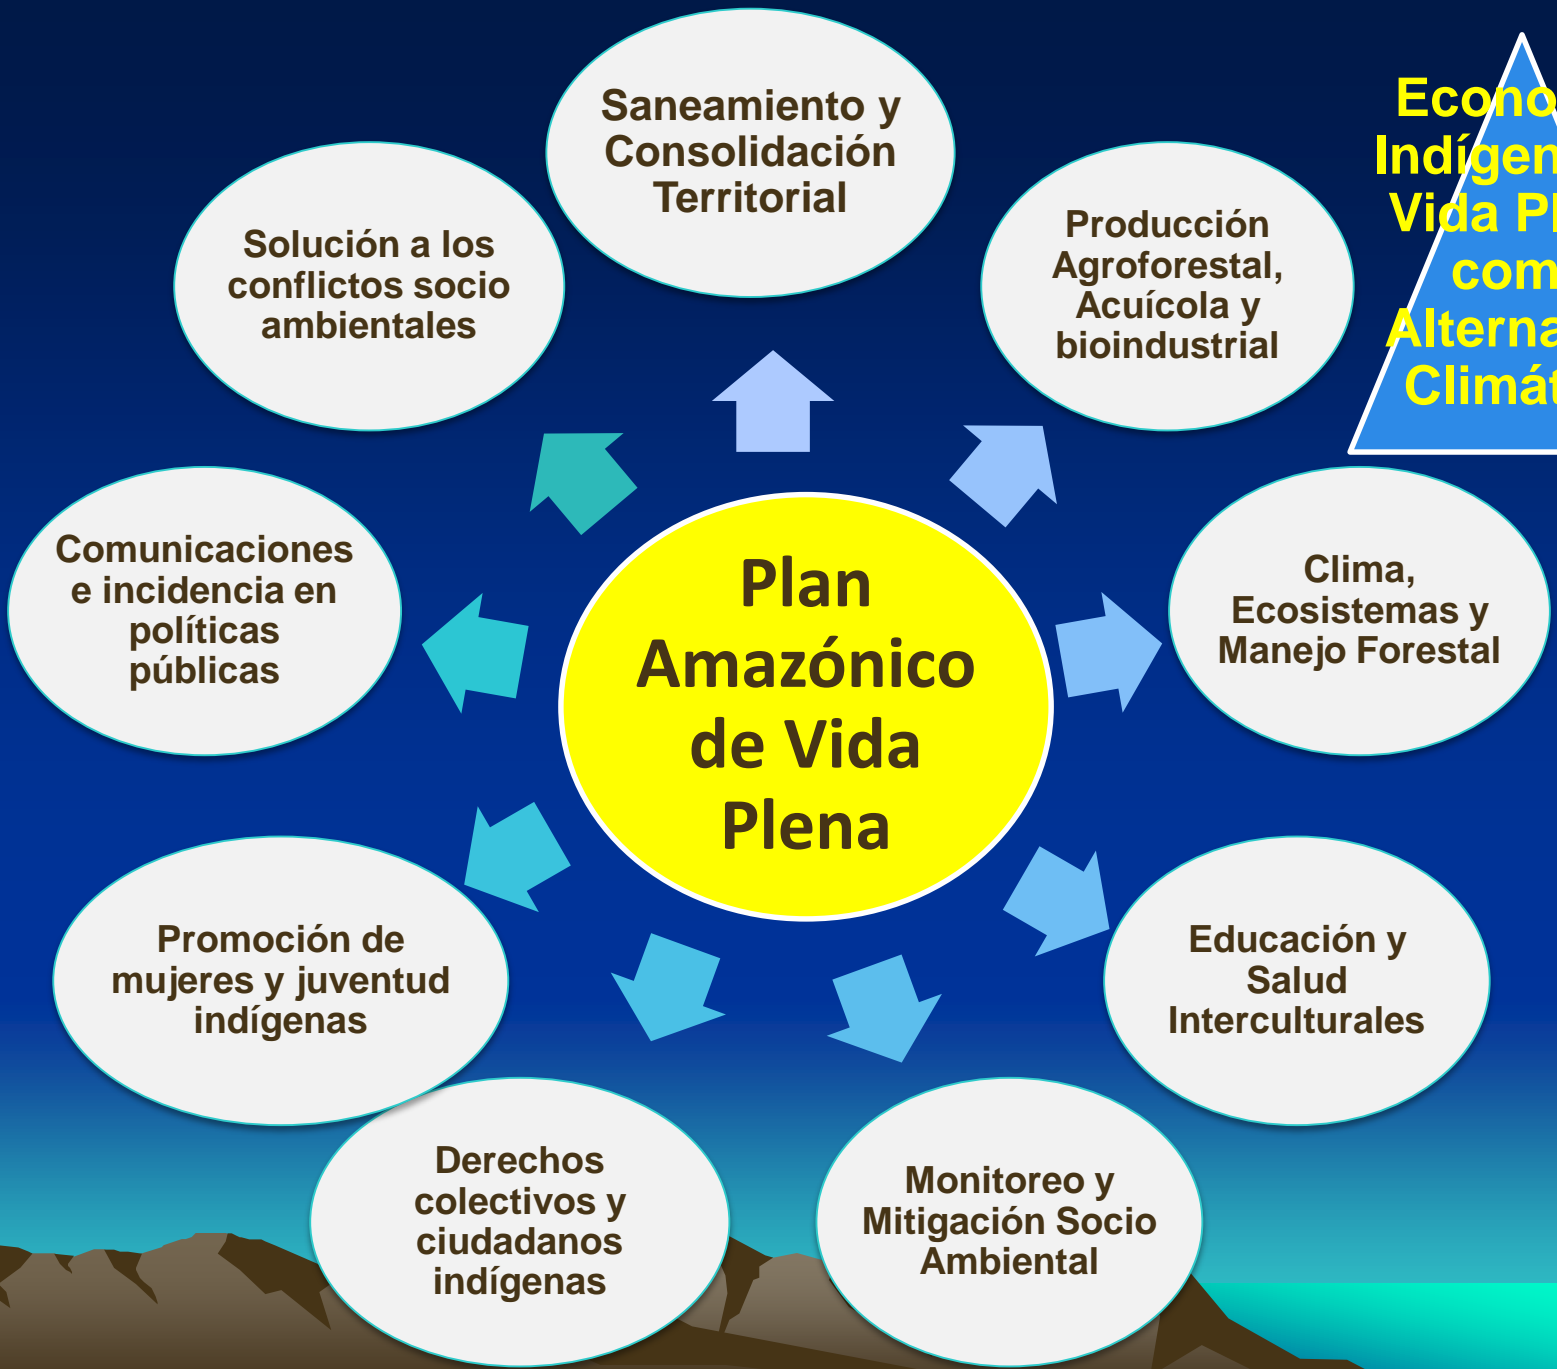 Saneamiento y
Consolidación
Territorial
Producción
Agroforestal,
Acuícola y
bioindustrial
Clima,
Ecosistemas y
Manejo Forestal
Educación y
Salud
Interculturales
Monitoreo y
Mitigación Socio
Ambiental
Derechos
colectivos y
ciudadanos
indígenas
Promoción de
mujeres y juventud
indígenas
Comunicaciones
e incidencia en
políticas
públicas
Solución a los
conflictos socio
ambientales
Plan
Amazónico
de Vida
Plena
Vida